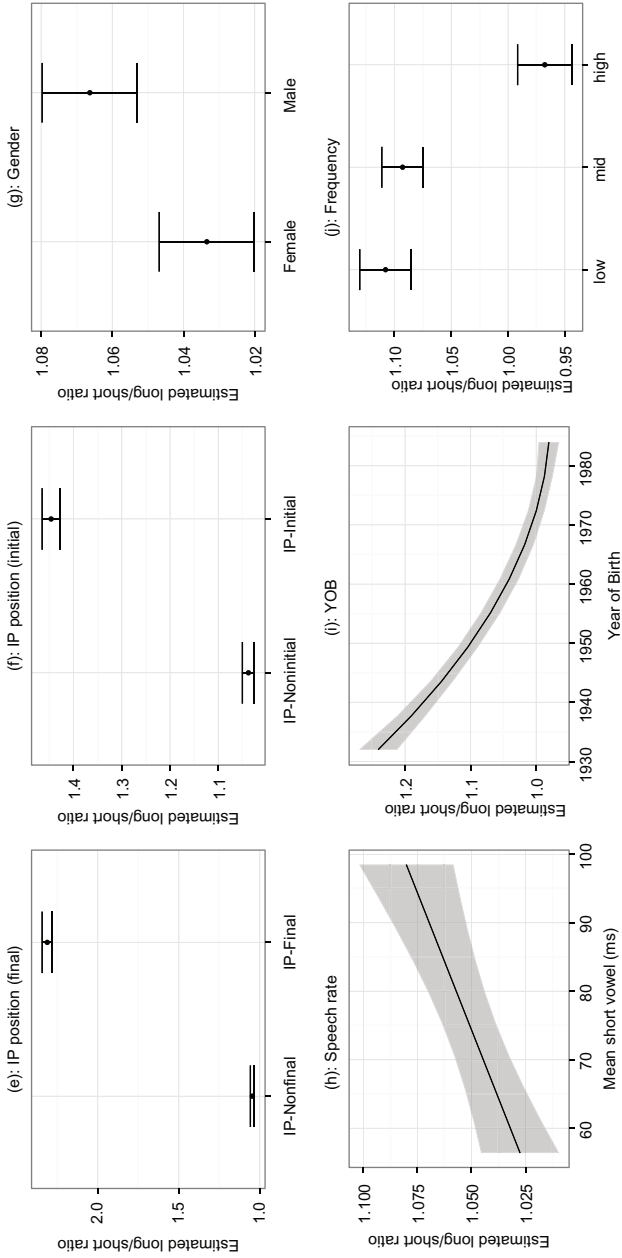 (e): IP position (final)
Estimated long/short ratio
2.0
1.5
1.0
IP-Nonfinal
IP-Final
(f): IP position (initial)
Estimated long/short ratio
1.4
1.3
1.2
1.1
IP-Noninitial
IP-Initial
(g): Gender
Estimated long/short ratio
1.08
1.06
1.04
1.02
Female
Male
(h): Speech rate
Estimated long/short ratio
1.100
1.075
1.050
1.025
60 70 80 90 100
Mean short vowel (ms)
(i): YOB
Estimated long/short ratio
1.2
1.1
1.0
1930 1940 1950 1960 1970 1980
Year of Birth
(j): Frequency
Estimated long/short ratio
1.10
1.05
1.00
0.95
low mid high